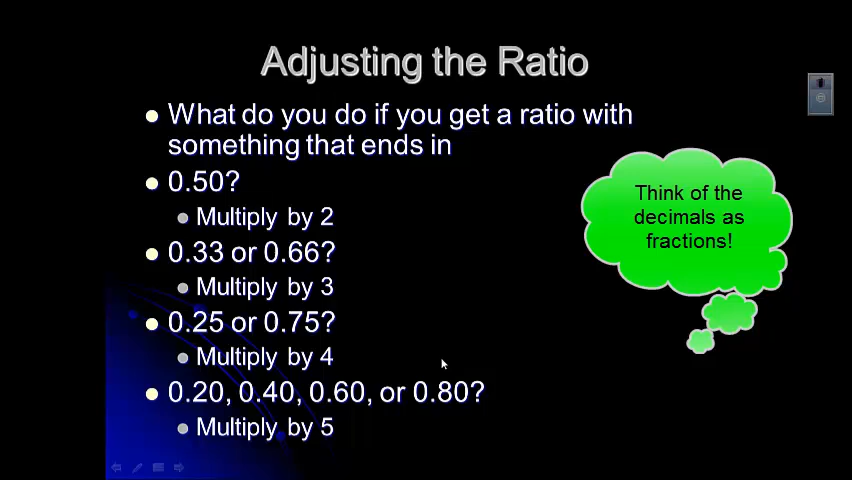 Adjusting the Ratio
What do you do if you get a ratio with
something that ends in
0.50?
Multiply by 2
0.33 or 0.66?
Multiply by 3
0.25 or 0.75?
Multiply by 4
0.20, 0.40, 0.60, or 0.80?
Multiply by 5
Think of the
decimals as
fractions!